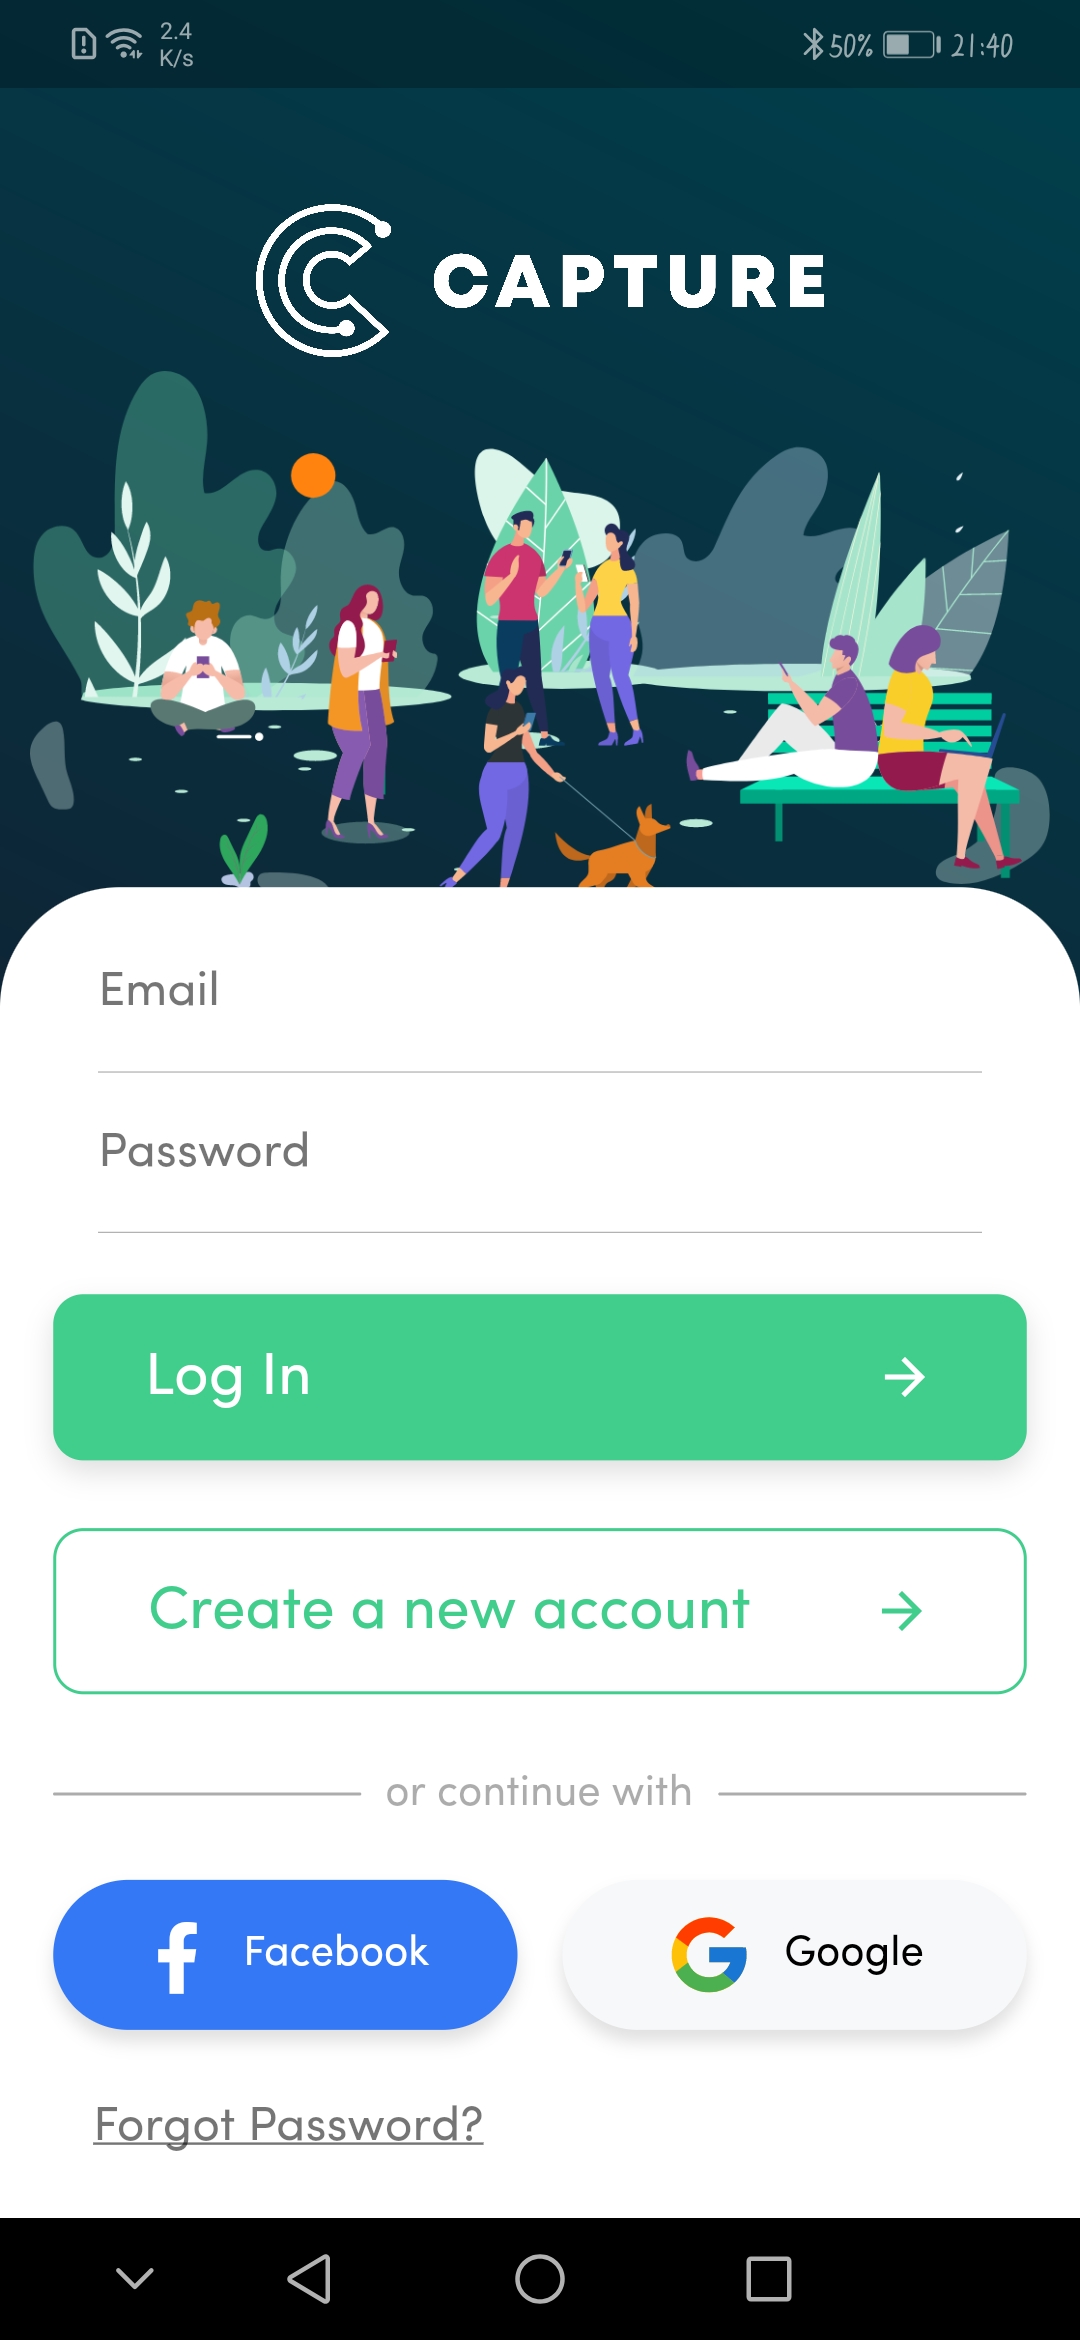 2.4
K/s
50%
21:40
CAPTURE
Email
Password
Log In
Create a new account
or continue with
Facebook
Google
Forgot Password?